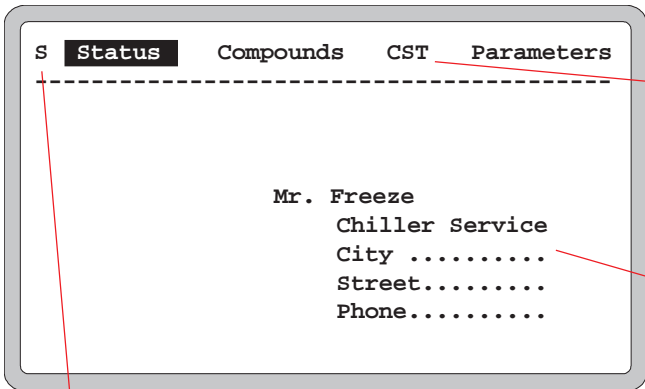 S Status Compounds CST Parameters
----------------------------------------
Mr. Freeze
Chiller Service
City ..........
Street.........
Phone..........